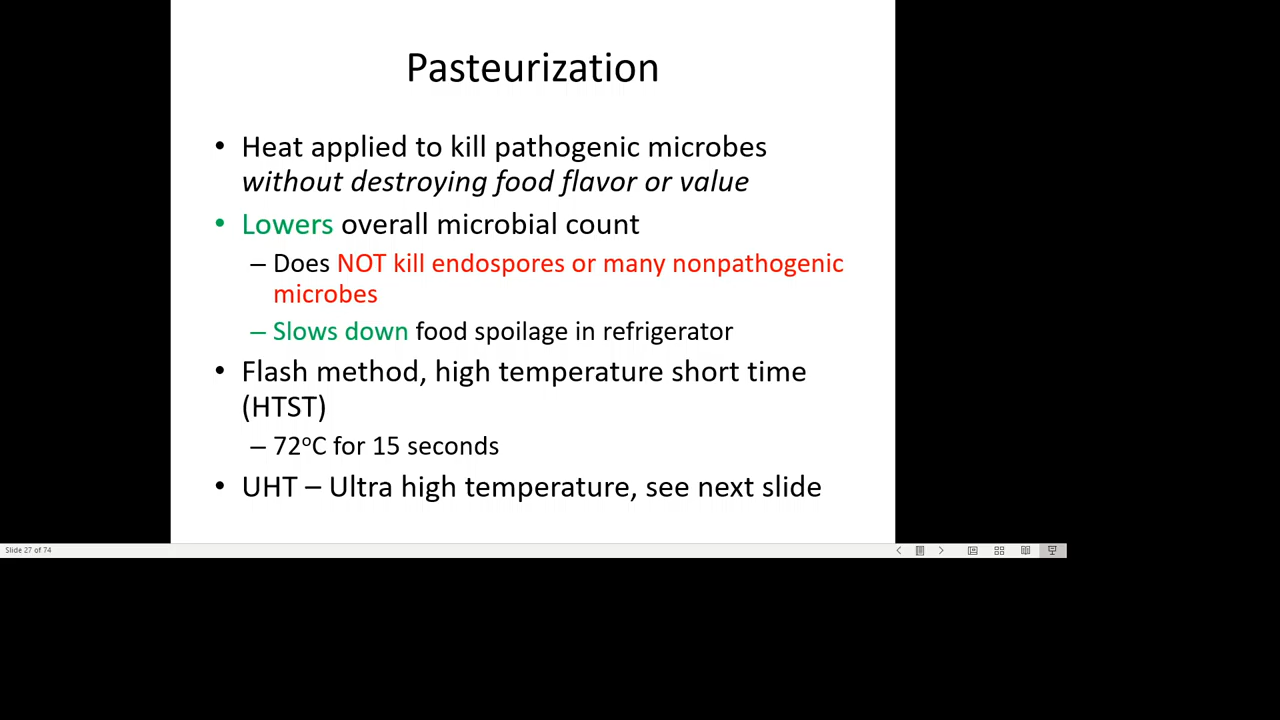 Pasteurization
• Heat applied to kill pathogenic microbes
without destroying food flavor or value
• Lowers overall microbial count
– Does NOT kill endospores or many nonpathogenic
microbes
– Slows down food spoilage in refrigerator
• Flash method, high temperature short time
(HTST)
– 72°C for 15 seconds
• UHT – Ultra high temperature, see next slide
Slide 27 of 74